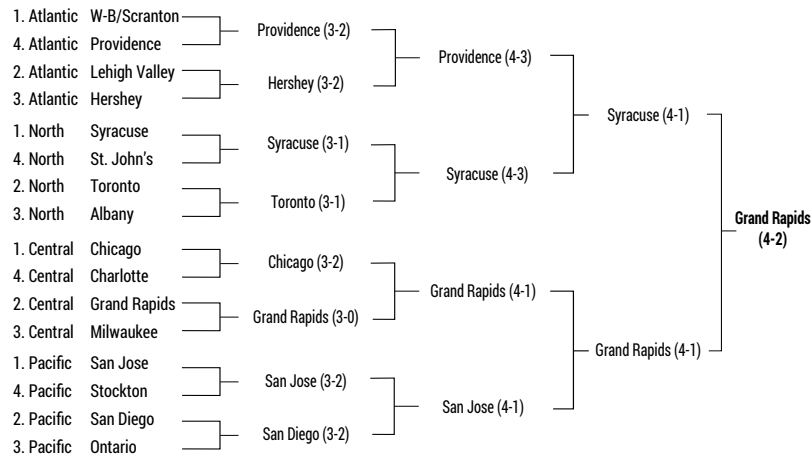 1. Atlantic W-B/Scranton
4. Atlantic Providence
2. Atlantic Lehigh Valley
3. Atlantic Hershey
1. North Syracuse
4. North St. John's
2. North Toronto
3. North Albany
1. Central Chicago
4. Central Charlotte
2. Central Grand Rapids
3. Central Milwaukee
1. Pacific San Jose
4. Pacific Stockton
2. Pacific San Diego
3. Pacific Ontario
Providence (3-2)
Hershey (3-2)
Syracuse (3-1)
Toronto (3-1)
Chicago (3-2)
Grand Rapids (3-0)
San Jose (3-2)
San Diego (3-2)
Providence (4-3)
Syracuse (4-3)
Grand Rapids (4-1)
San Jose (4-1)
Syracuse (4-1)
Grand Rapids (4-1)
Grand Rapids
(4-2)